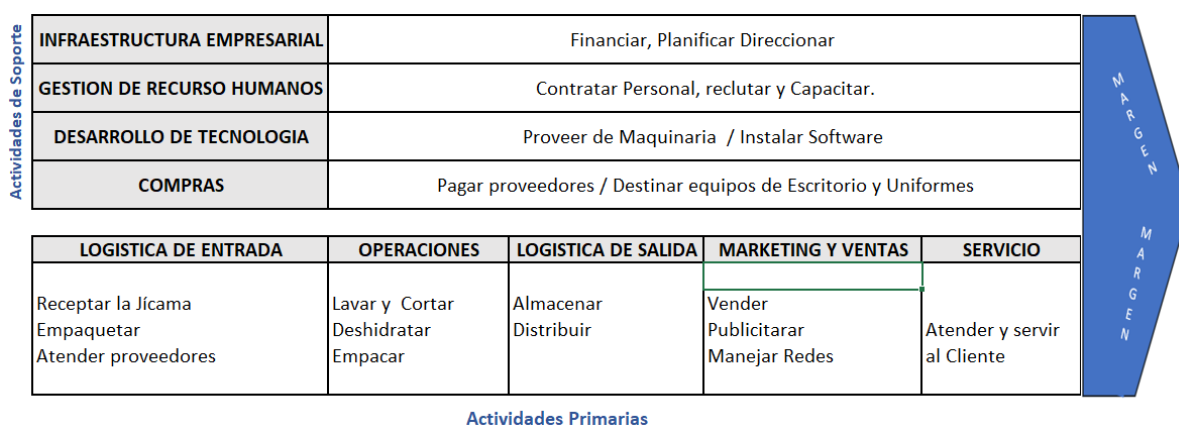 Actividades de Soporte
INFRAESTRUCTURA EMPRESARIAL
Financiar, Planificar Direccionar
GESTION DE RECURSO HUMANOS
Contratar Personal, reclutar y Capacitar.
DESARROLLO DE TECNOLOGIA
Proveer de Maquinaria / Instalar Software
COMPRAS
Pagar proveedores / Destinar equipos de Escritorio y Uniformes
MARGEN
MARGEN
LOGISTICA DE ENTRADA
Receptar la Jícama
Empaquetar
Atender proveedores
OPERACIONES
Lavar y Cortar
Deshidratar
Empacar
LOGISTICA DE SALIDA
Almacenar
Distribuir
MARKETING Y VENTAS
Vender
Publicitarar
Manejar Redes
SERVICIO
Atender y servir
al Cliente
Actividades Primarias